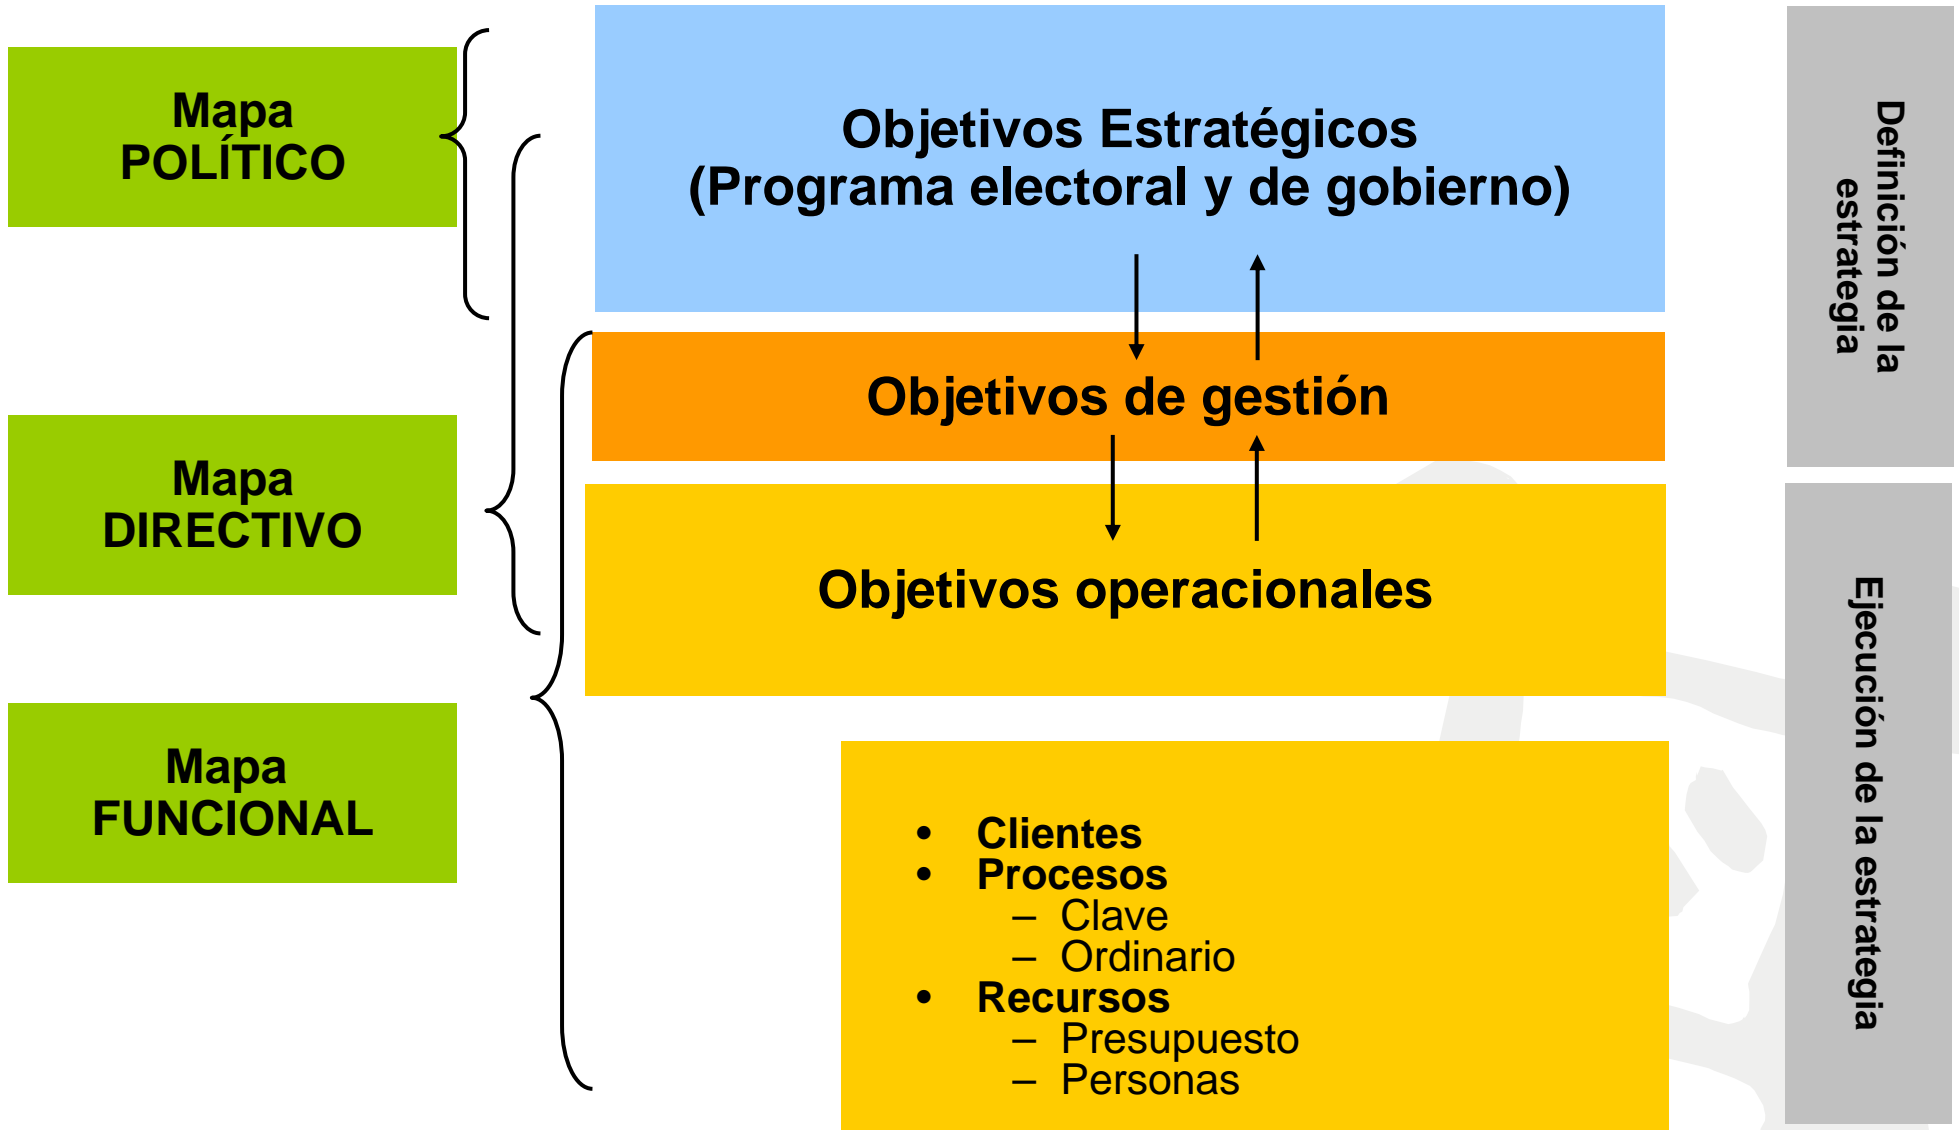 Mapa
POLÍTICO
Objetivos Estratégicos
(Programa electoral y de gobierno)
Definición de la
estrategia
Objetivos de gestión
Mapa
DIRECTIVO
Objetivos operacionales
Ejecución de la estrategia
Mapa
FUNCIONAL
• Clientes
• Procesos
– Clave
– Ordinario
• Recursos
– Presupuesto
– Personas